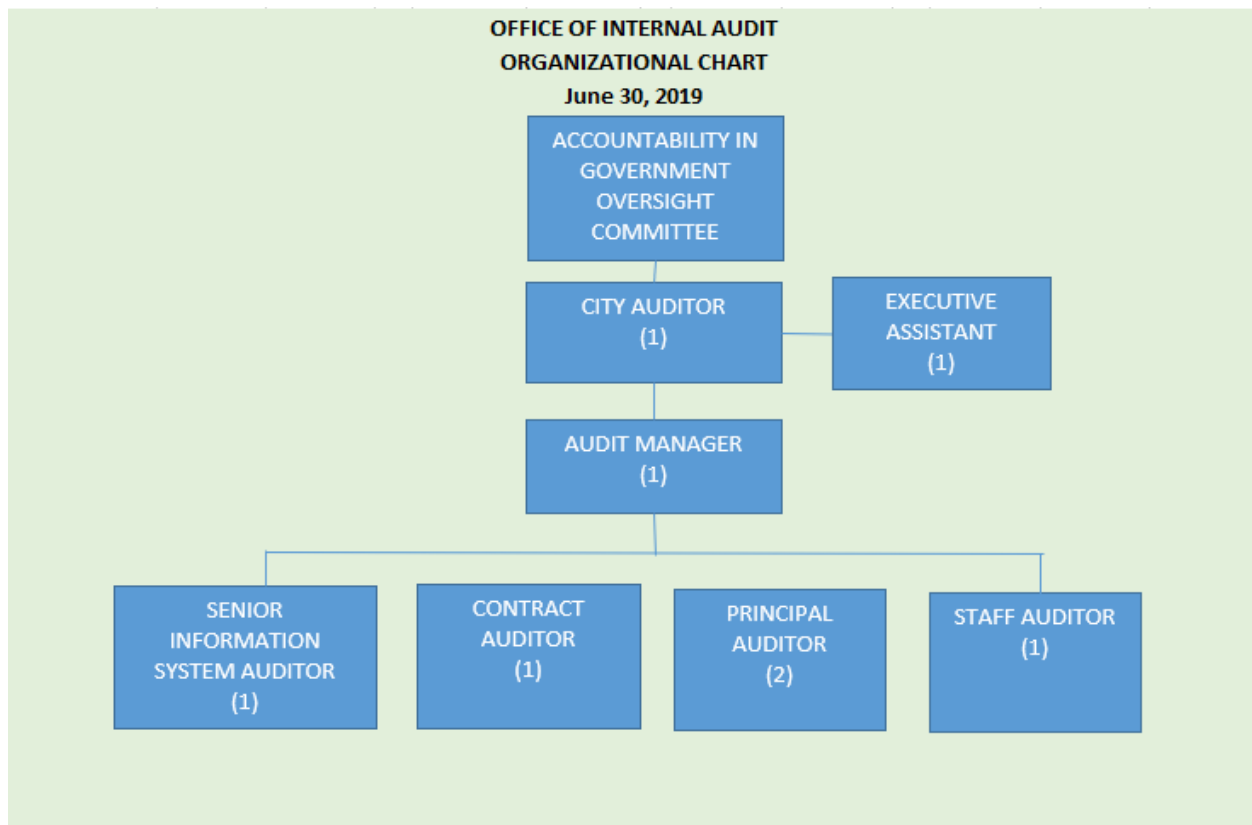 OFFICE OF INTERNAL AUDIT
ORGANIZATIONAL CHART
June 30, 2019
ACCOUNTABILITY IN
GOVERNMENT
OVERSIGHT
COMMITTEE
CITY AUDITOR
(1)
EXECUTIVE
ASSISTANT
(1)
AUDIT MANAGER
(1)
SENIOR
INFORMATION
SYSTEM AUDITOR
(1)
CONTRACT
AUDITOR
(1)
PRINCIPAL
AUDITOR
(2)
STAFF AUDITOR
(1)